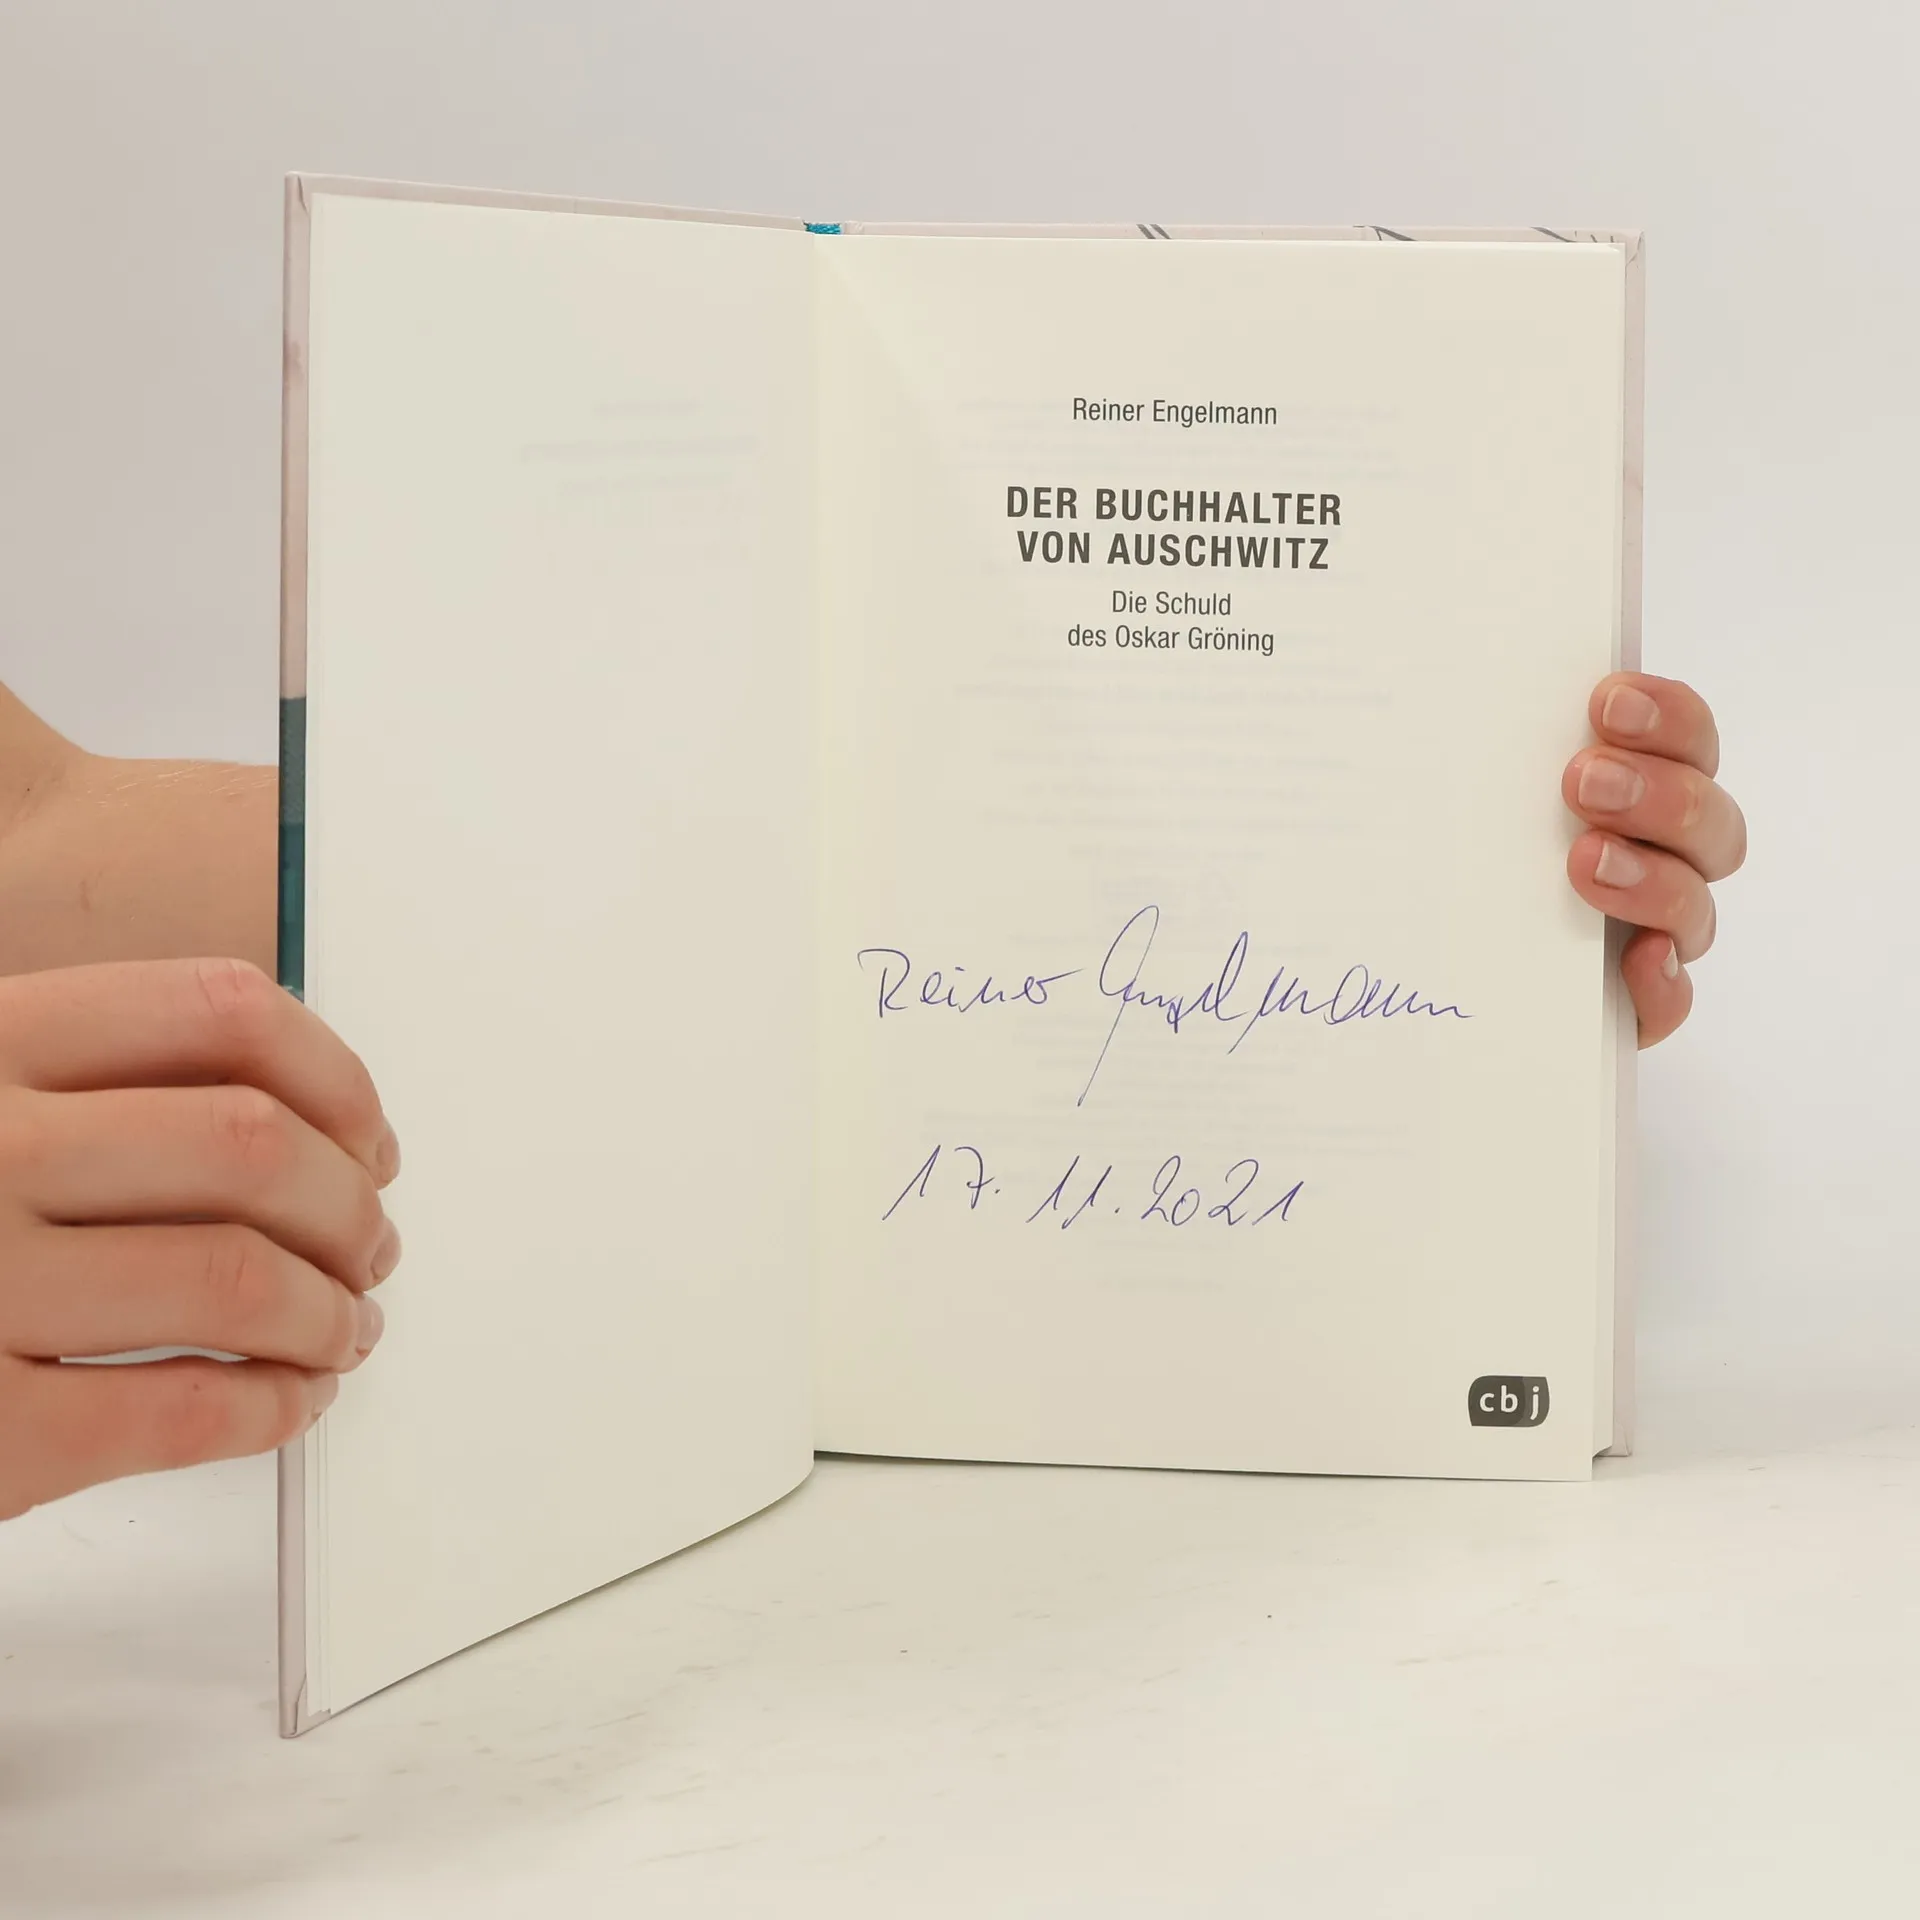 Reiner Engelmann
DER BUCHHALTER
VON AUSCHWITZ
Die Schuld
des Oskar Gröning
Reiner Engelmann
17. 11. 2021
cbj